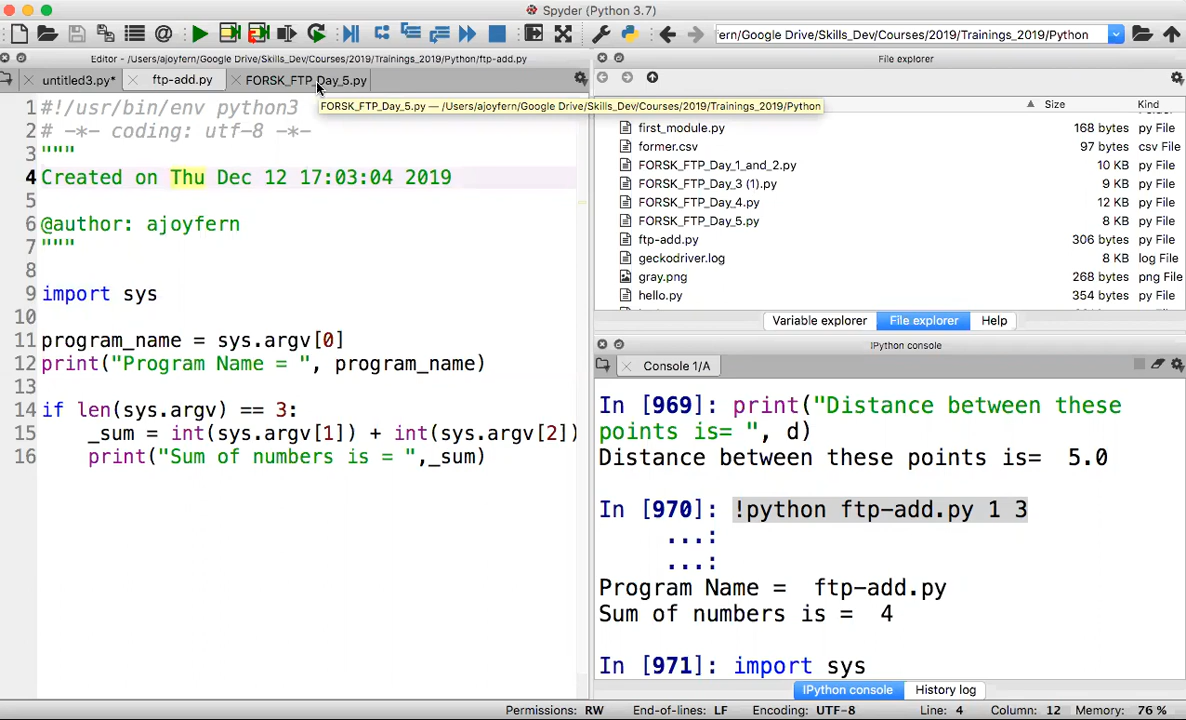 Spyder (Python 3.7)
ern/Google Drive/Skills_Dev/Courses/2019/Trainings_2019/Python
Editor - /Users/ajoyfern/Google Drive/Skills_Dev/Courses/2019/Trainings_2019/Python/ftp-add.py
untitled3.py*
ftp-add.py
FORSK_FTP_Day_5.py
FORSK_FTP_Day_5.py — /Users/ajoyfern/Google Drive/Skills_Dev/Courses/2019/Trainings_2019/Python
1 #!/usr/bin/env python3
2 # -*- coding: utf-8 -*-
3 """
4 Created on Thu Dec 12 17:03:04 2019
5
6 @author: ajoyfern
7 """
8
9 import sys
10
11 program_name = sys.argv[0]
12 print("Program Name = ", program_name)
13
14 if len(sys.argv) == 3:
15     _sum = int(sys.argv[1]) + int(sys.argv[2])
16     print("Sum of numbers is = ",_sum)
File explorer
Size Kind
first_module.py 168 bytes py File
former.csv 97 bytes csv File
FORSK_FTP_Day_1_and_2.py 10 KB py File
FORSK_FTP_Day_3 (1).py 9 KB py File
FORSK_FTP_Day_4.py 12 KB py File
FORSK_FTP_Day_5.py 8 KB py File
ftp-add.py 306 bytes py File
geckodriver.log 8 KB log File
gray.png 268 bytes png File
hello.py 354 bytes py File
Variable explorer File explorer Help
IPython console
Console 1/A
In [969]: print("Distance between these
points is= ", d)
Distance between these points is=  5.0
In [970]: !python ftp-add.py 1 3
...:
...:
Program Name =  ftp-add.py
Sum of numbers is =  4
In [971]: import sys
IPython console History log
Permissions: RW End-of-lines: LF Encoding: UTF-8 Line: 4 Column: 12 Memory: 76 %